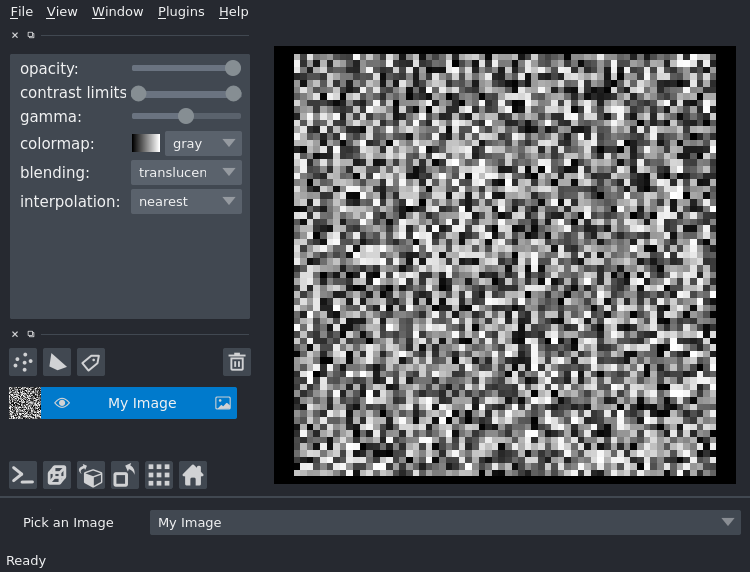 File View Window Plugins Help
opacity:
contrast limits
gamma:
colormap: gray
blending: translucen
interpolation: nearest
My Image
Pick an Image My Image
Ready